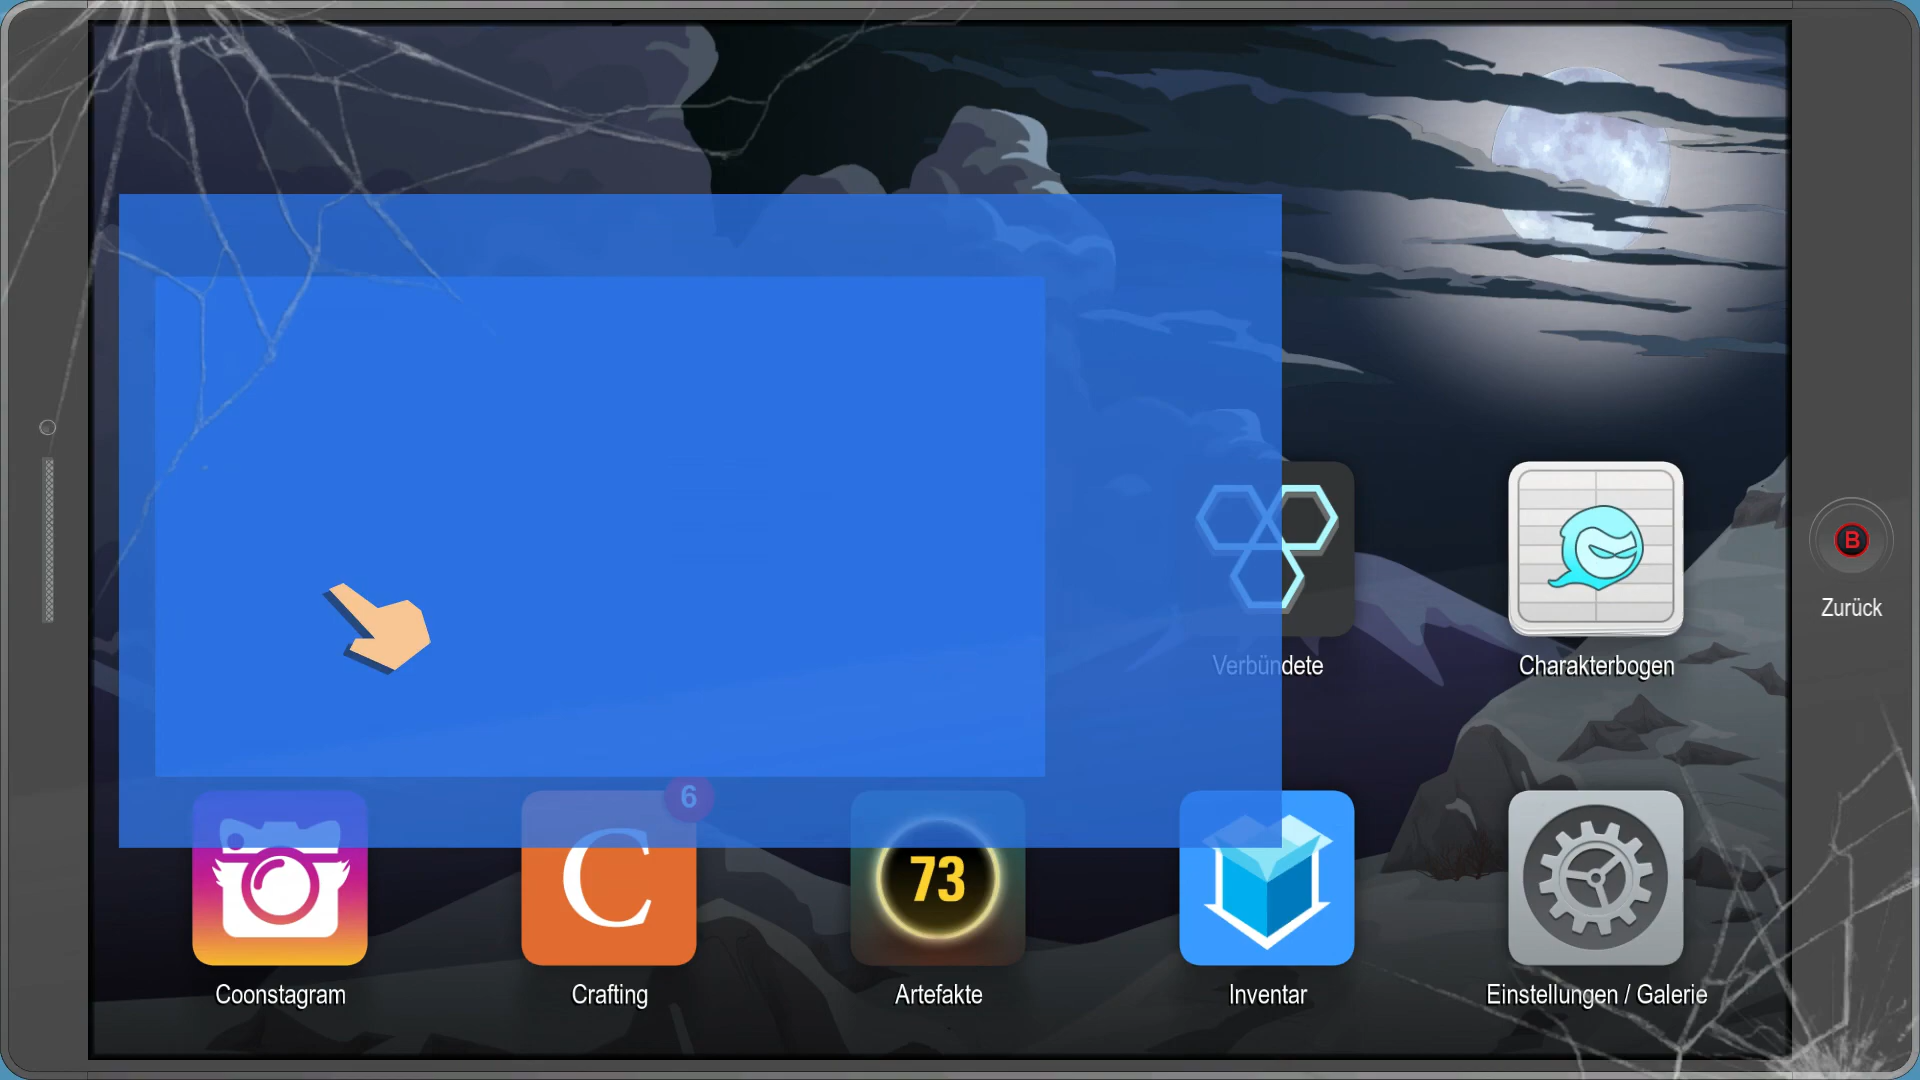 Verbündete
Charakterbogen
B
Zurück
6
C
73
Coonstagram
Crafting
Artefakte
Inventar
Einstellungen / Galerie